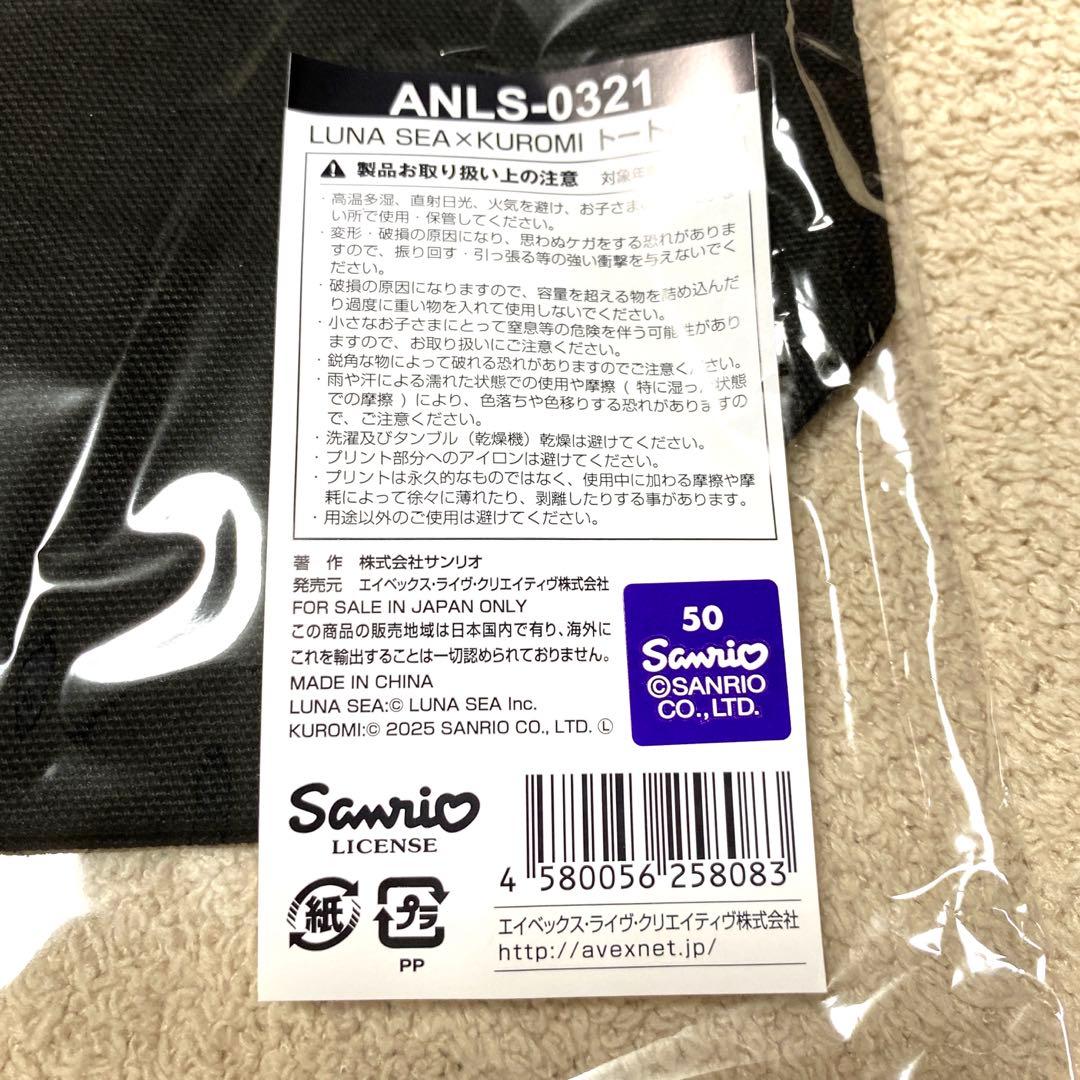 ANLS-0321
LUNA SEA×KUROMI トート
⚠ 製品お取り扱い上の注意 対象年
・高温多湿、直射日光、火気を避け、お子さまの
い所で使用・保管してください。
・変形・破損の原因になり、思わぬケガをする恐れがありま
すので、振り回す・引っ張る等の強い衝撃を与えないでく
ださい。
・破損の原因になりますので、容量を超える物を詰め込んだ
り過度に重い物を入れて使用しないでください。
・小さなお子さまにとって窒息等の危険を伴う可能性があり
ますので、お取り扱いにご注意ください。
・鋭角な物によって破れる恐れがありますのでご注意ください。
・雨や汗による濡れた状態での使用や摩擦 ( 特に湿っ 状態
での摩擦 ) により、色落ちや色移りする恐れがありますの
で、ご注意ください。
・洗濯及びタンブル（乾燥機）乾燥は避けてください。
・プリント部分へのアイロンは避けてください。
・プリントは永久的なものではなく、使用中に加わる摩擦や摩
耗によって徐々に薄れたり、剥離したりする事があります。
・用途以外のご使用は避けてください。
著　作　株式会社サンリオ
発売元　エイベックス・ライヴ・クリエイティヴ株式会社
FOR SALE IN JAPAN ONLY
この商品の販売地域は日本国内で有り、海外に
これを輸出することは一切認められておりません。
MADE IN CHINA
LUNA SEA:© LUNA SEA Inc.
KUROMI:© 2025 SANRIO CO., LTD. Ⓛ
50
Sanrio
©SANRIO
CO.,LTD.
Sanrio
LICENSE
4 580056 258083
紙
プラ
PP
エイベックス・ライヴ・クリエイティヴ株式会社
http://avexnet.jp/